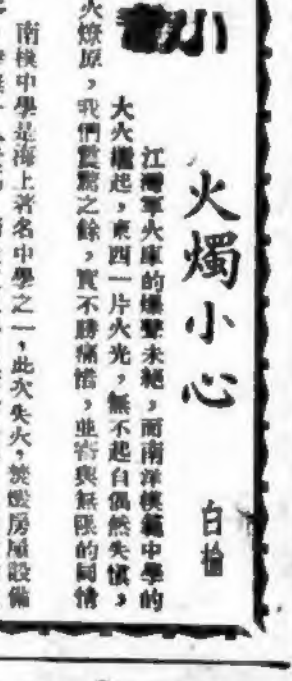 小
火燭小心
白榆
江灣軍火庫的爆聲未絕，而南洋模範中學的
大火繼起，東西一片火光，無不起白偶然失慎，
火燎原，我們驚駭之餘，實不勝痛惜，並寄與無限的同情
南模中學是海上著名中學之一，此次失火，焚燬房屋設備